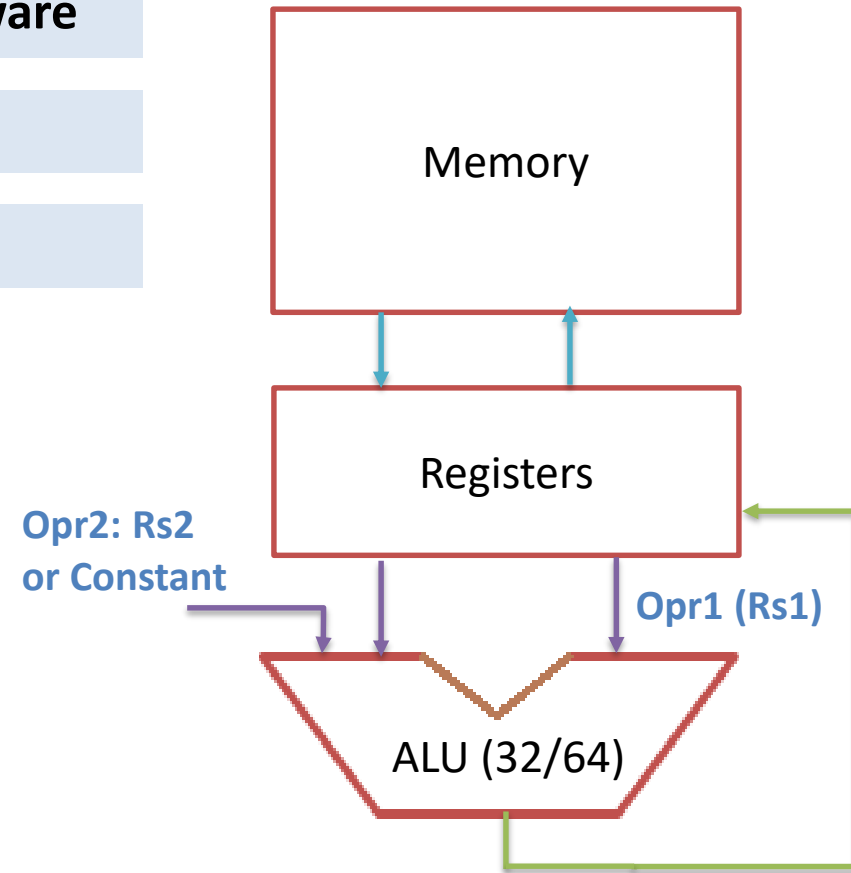 ware
Memory
Registers
Opr2: Rs2
or Constant
Opr1 (Rs1)
ALU (32/64)